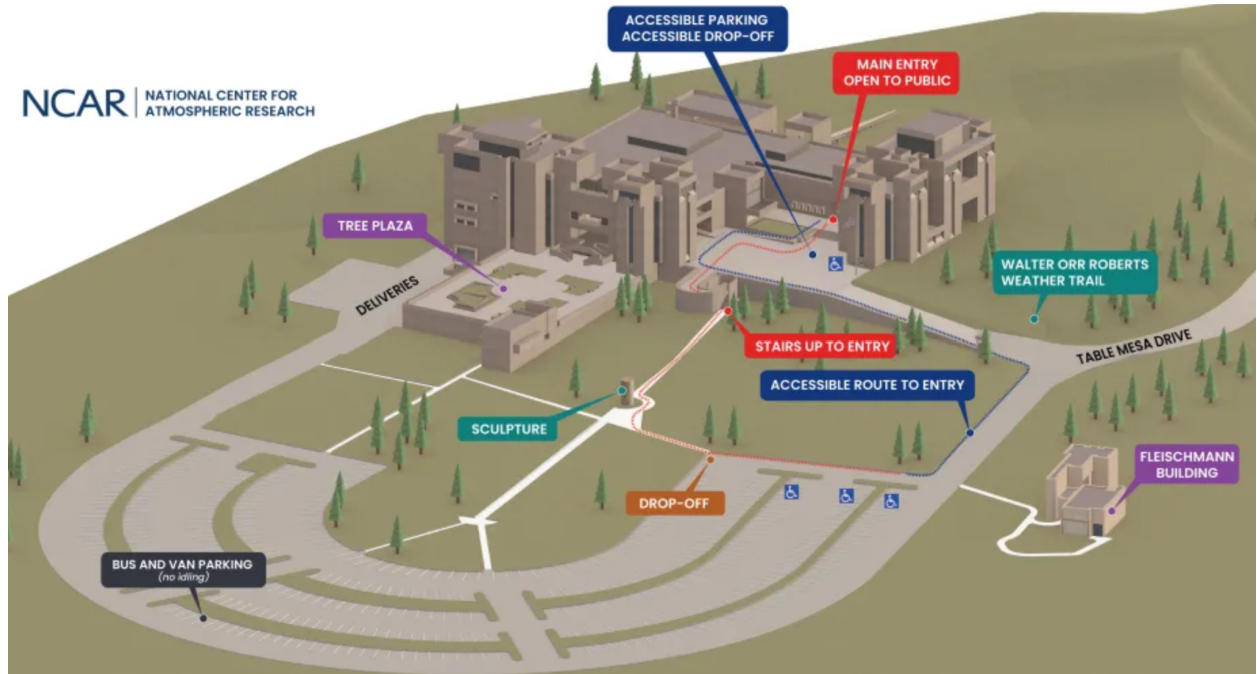 ACCESSIBLE PARKING
ACCESSIBLE DROP-OFF
MAIN ENTRY
OPEN TO PUBLIC
NCAR
NATIONAL CENTER FOR
ATMOSPHERIC RESEARCH
TREE PLAZA
DELIVERIES
WALTER ORR ROBERTS
WEATHER TRAIL
TABLE MESA DRIVE
STAIRS UP TO ENTRY
ACCESSIBLE ROUTE TO ENTRY
SCULPTURE
FLEISCHMANN
BUILDING
DROP-OFF
BUS AND VAN PARKING
(no idling)